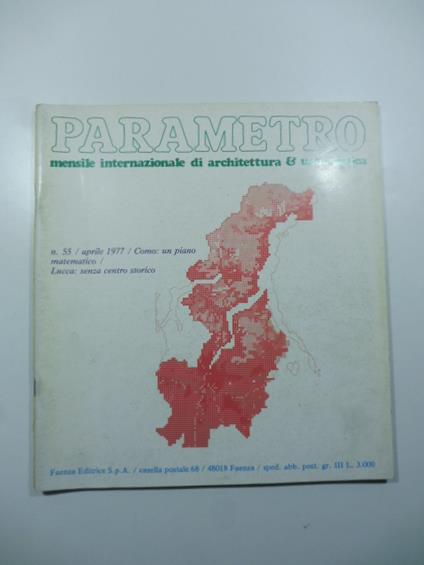 PARAMETRO
mensile internazionale di architettura & urbanistica
n. 55 / aprile 1977 / Como: un piano
matematico /
Lucca: senza centro storico
Faenza Editrice S.p.A. / casella postale 68 / 48018 Faenza / sped. abb. post. gr. III L. 3.000